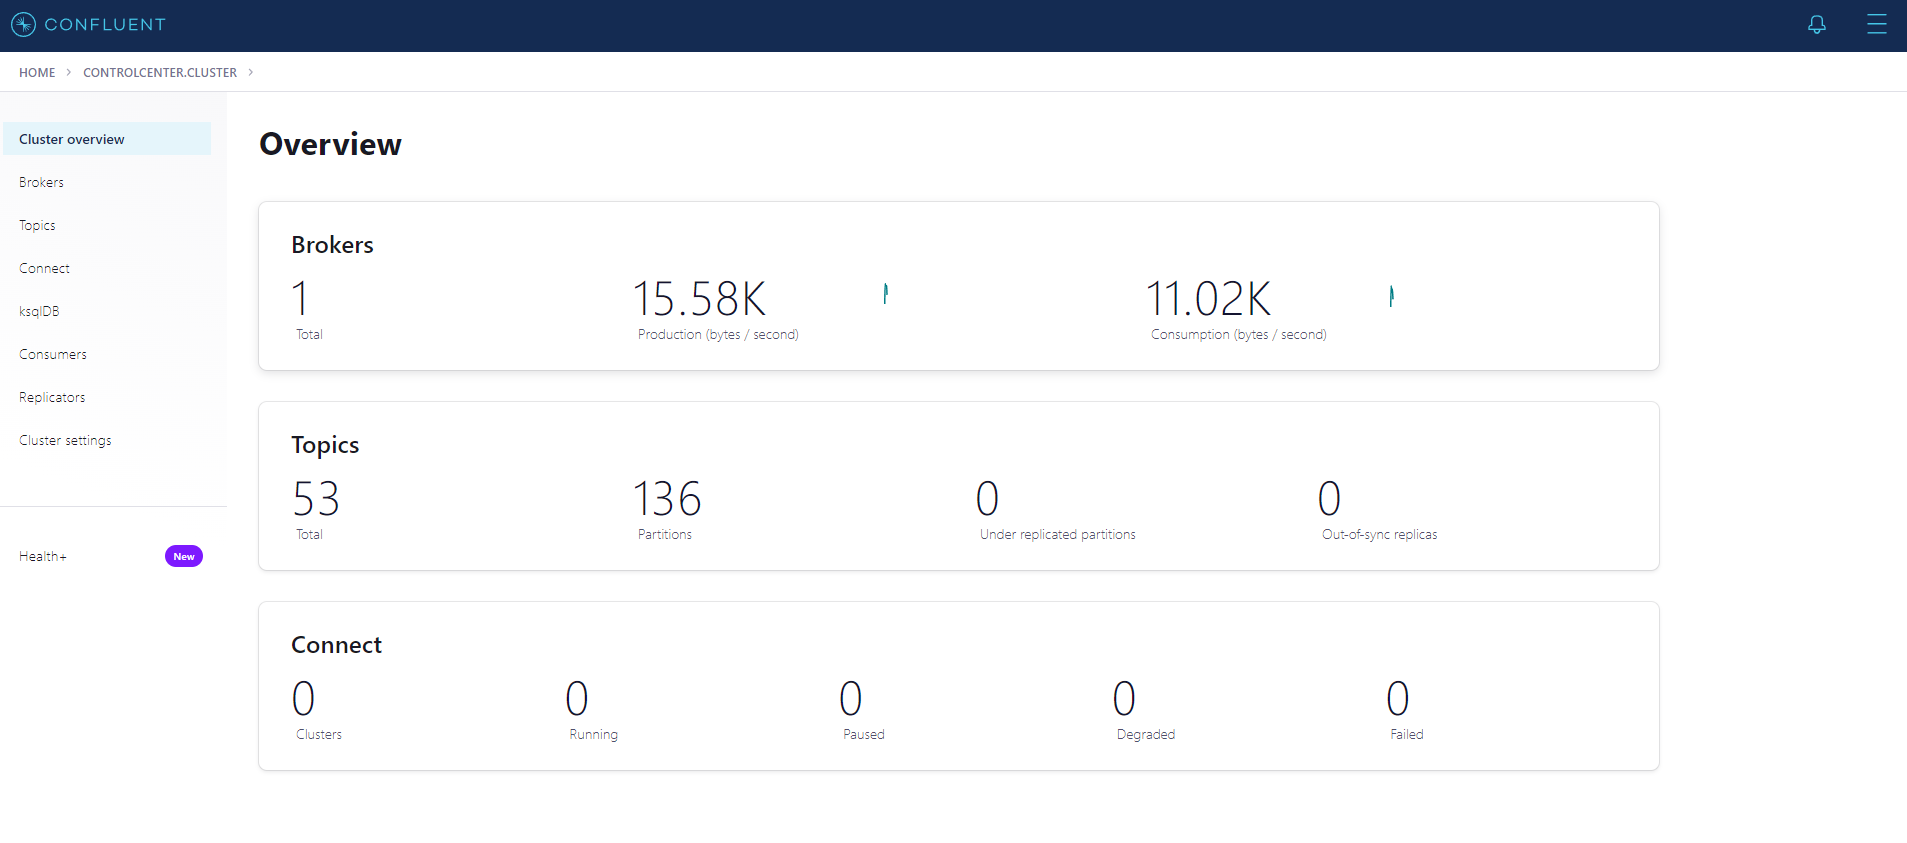 CONFLUENT
HOME > CONTROLCENTER.CLUSTER >
Cluster overview
Brokers
Topics
Connect
ksqlDB
Consumers
Replicators
Cluster settings
Health+ New
Overview
Brokers
1 15.58K 11.02K
Total Production (bytes / second) Consumption (bytes / second)
Topics
53 136 0 0
Total Partitions Under replicated partitions Out-of-sync replicas
Connect
0 0 0 0 0
Clusters Running Paused Degraded Failed